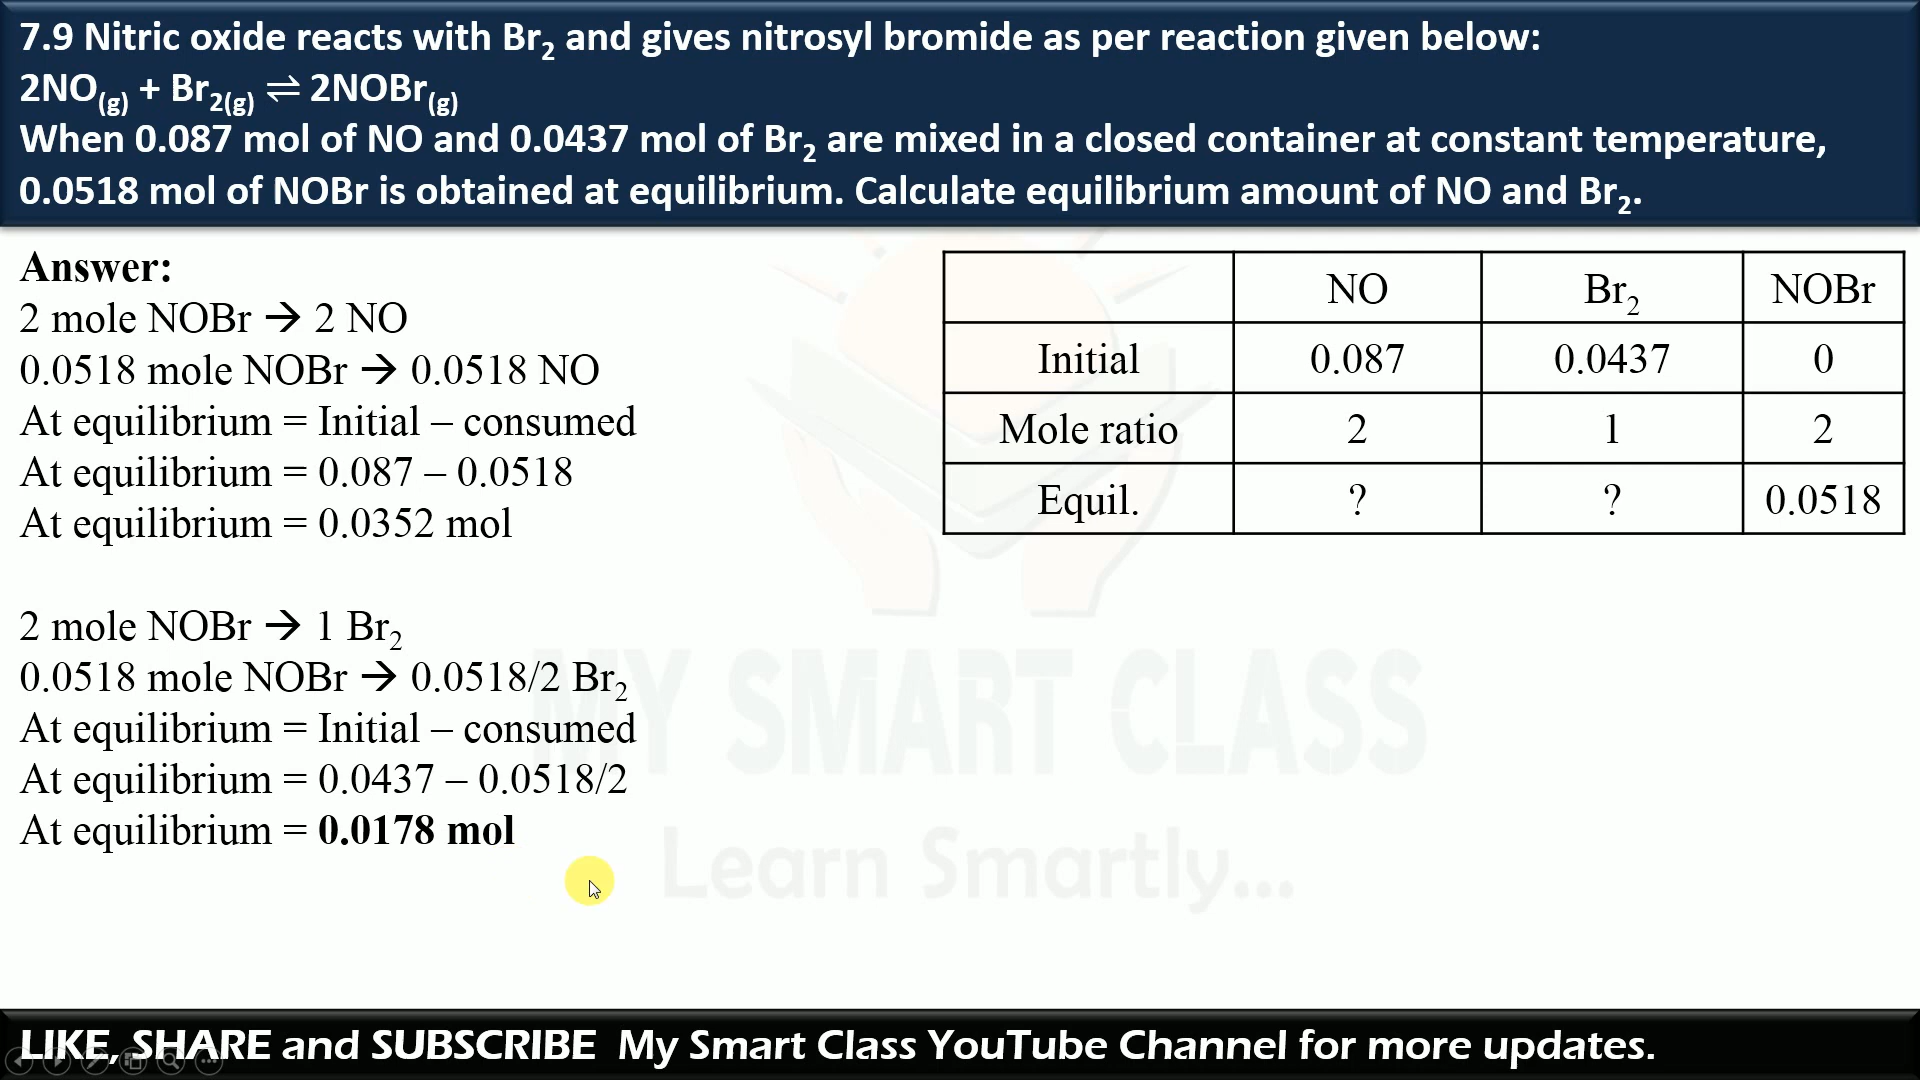 7.9 Nitric oxide reacts with Br₂ and gives nitrosyl bromide as per reaction given below:
2NO(g) + Br₂(g) ⇌ 2NOBr(g)
When 0.087 mol of NO and 0.0437 mol of Br₂ are mixed in a closed container at constant temperature,
0.0518 mol of NOBr is obtained at equilibrium. Calculate equilibrium amount of NO and Br₂.
Answer:
2 mole NOBr → 2 NO
0.0518 mole NOBr → 0.0518 NO
At equilibrium = Initial – consumed
At equilibrium = 0.087 – 0.0518
At equilibrium = 0.0352 mol
2 mole NOBr → 1 Br₂
0.0518 mole NOBr → 0.0518/2 Br₂
At equilibrium = Initial – consumed
At equilibrium = 0.0437 – 0.0518/2
At equilibrium = 0.0178 mol
NO Br₂ NOBr
Initial 0.087 0.0437 0
Mole ratio 2 1 2
Equil. ? ? 0.0518
MY SMART CLASS
Learn Smartly...
LIKE, SHARE and SUBSCRIBE My Smart Class YouTube Channel for more updates.